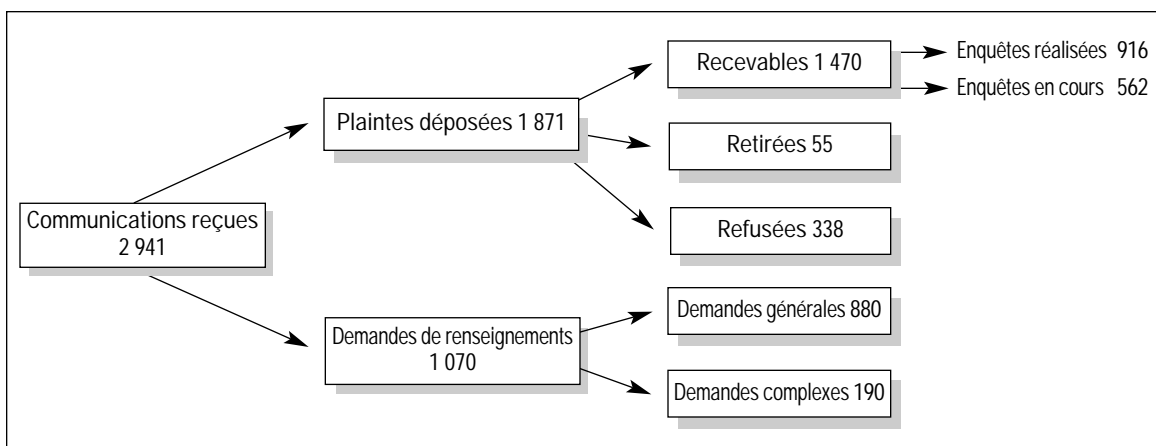 Communications reçues
2 941
Plaintes déposées 1 871
Recevables 1 470
Enquêtes réalisées 916
Enquêtes en cours 562
Retirées 55
Refusées 338
Demandes de renseignements
1 070
Demandes générales 880
Demandes complexes 190